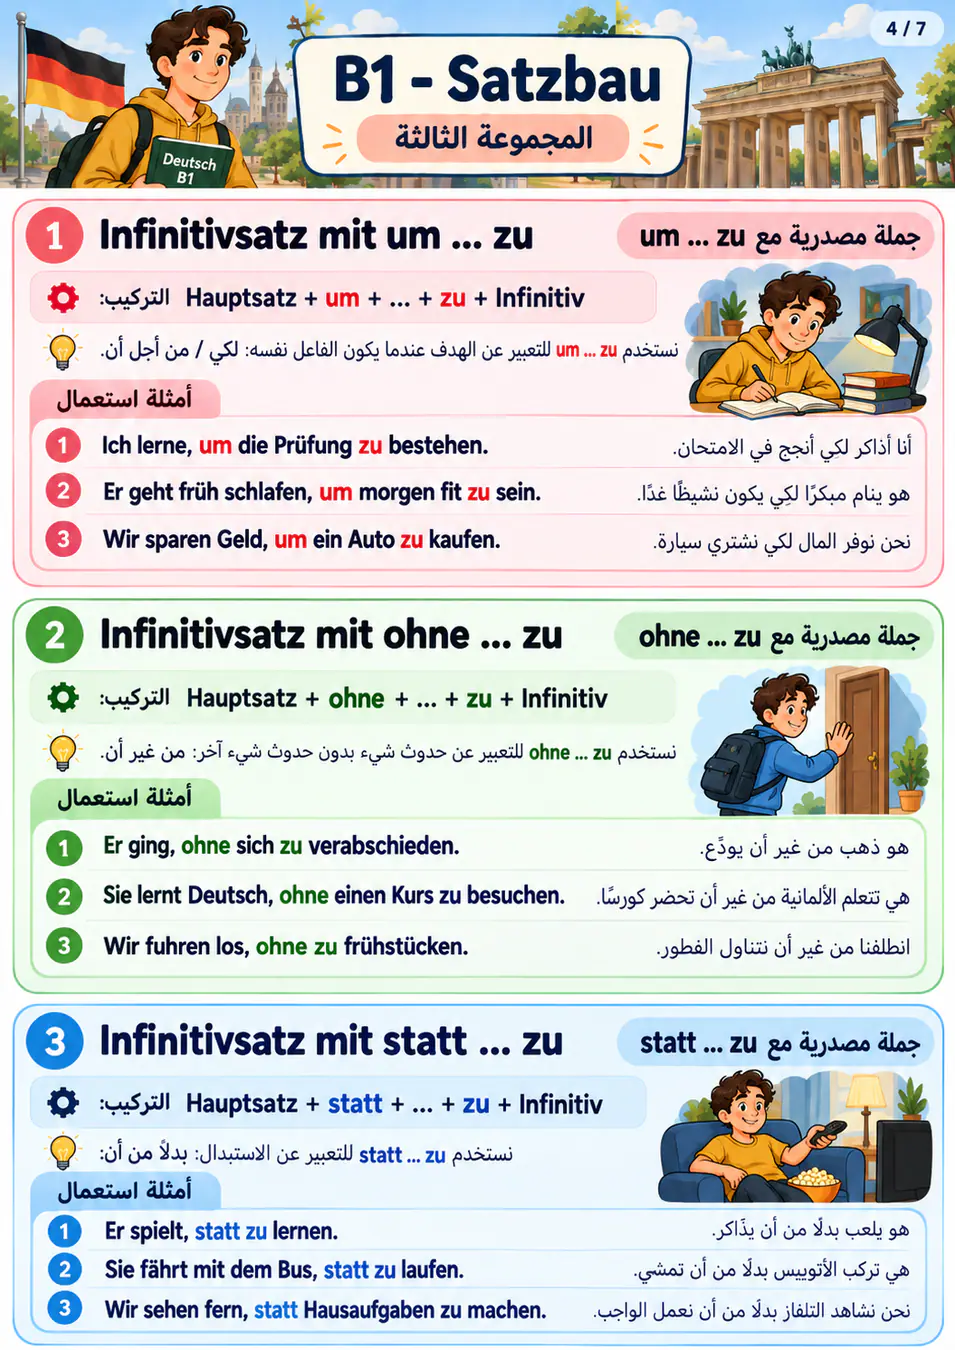 4 / 7
B1 - Satzbau
المجموعة الثالثة
Deutsch
B1
1 Infinitivsatz mit um ... zu
جملة مصدرية مع um ... zu
التركيب: Hauptsatz + um + ... + zu + Infinitiv
نستخدم um ... zu للتعبير عن الهدف عندما يكون الفاعل نفسه: لكي / من أجل أن.
أمثلة استعمال
1 Ich lerne, um die Prüfung zu bestehen.
أنا أذاكر لكي أنجح في الامتحان.
2 Er geht früh schlafen, um morgen fit zu sein.
هو ينام مبكرًا لكي يكون نشيطًا غدًا.
3 Wir sparen Geld, um ein Auto zu kaufen.
نحن نوفر المال لكي نشتري سيارة.
2 Infinitivsatz mit ohne ... zu
جملة مصدرية مع ohne ... zu
التركيب: Hauptsatz + ohne + ... + zu + Infinitiv
نستخدم ohne ... zu للتعبير عن حدوث شيء بدون حدوث شيء آخر: من غير أن.
أمثلة استعمال
1 Er ging, ohne sich zu verabschieden.
هو ذهب من غير أن يودّع.
2 Sie lernt Deutsch, ohne einen Kurs zu besuchen.
هي تتعلم الألمانية من غير أن تحضر كورسًا.
3 Wir fuhren los, ohne zu frühstücken.
انطلقنا من غير أن نتناول الفطور.
3 Infinitivsatz mit statt ... zu
جملة مصدرية مع statt ... zu
التركيب: Hauptsatz + statt + ... + zu + Infinitiv
نستخدم statt ... zu للتعبير عن الاستبدال: بدلًا من أن:
أمثلة استعمال
1 Er spielt, statt zu lernen.
هو يلعب بدلًا من أن يذاكر.
2 Sie fährt mit dem Bus, statt zu laufen.
هي تركب الأتوبيس بدلًا من أن تمشي.
3 Wir sehen fern, statt Hausaufgaben zu machen.
نحن نشاهد التلفاز بدلًا من أن نعمل الواجب.